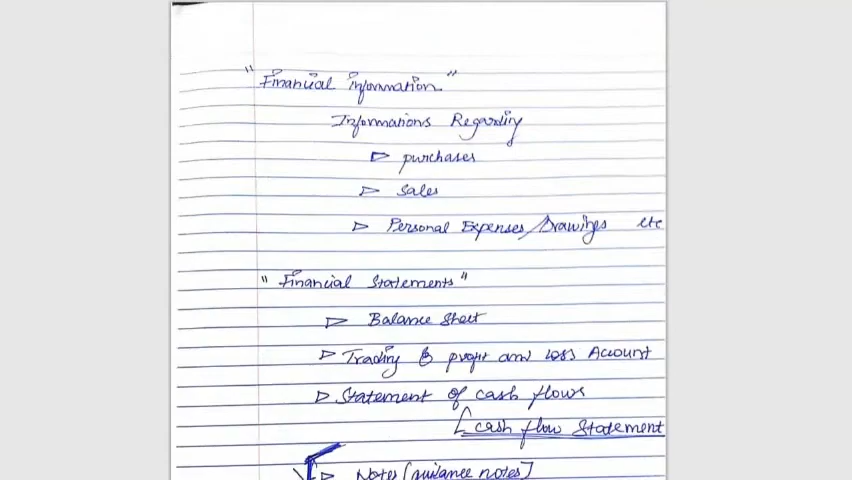 "Financial Information"
Informations Regarding
▷ purchases
▷ Sales
▷ Personal Expenses/Drawings etc
"Financial Statements"
▷ Balance Sheet
▷ Trading & profit and loss Account
▷ Statement of cash flows
[cash flow Statement
▷ Notes [guidance notes]